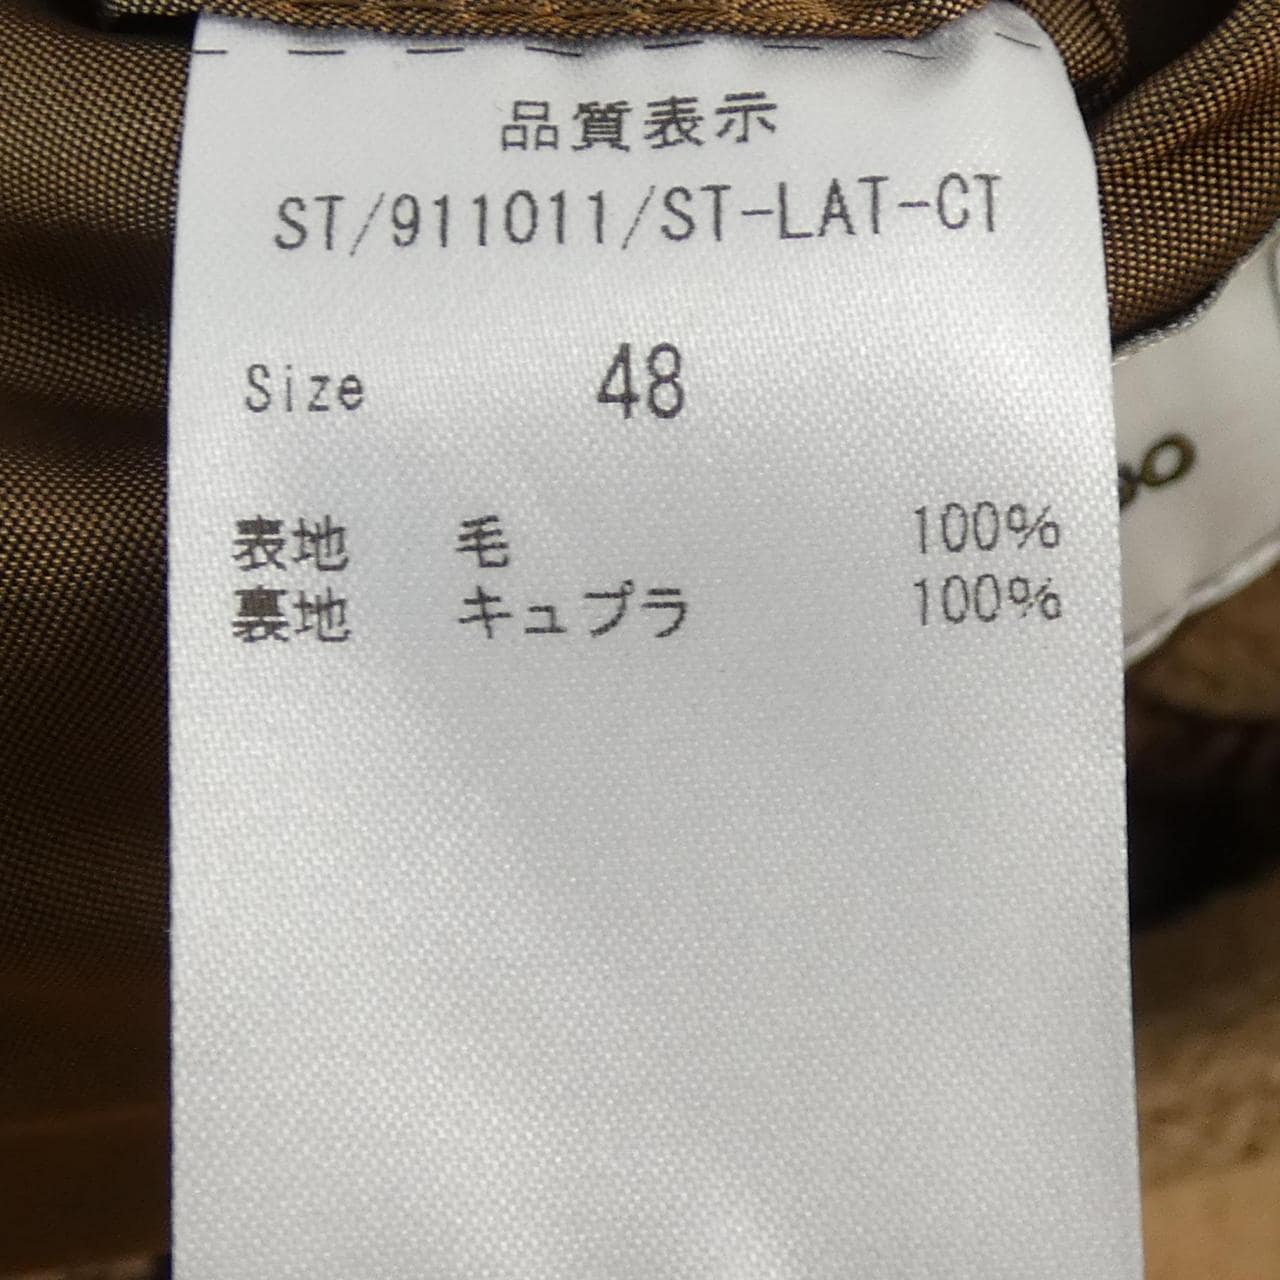 品質表示
ST/911011/ST-LAT-CT
Size 48
表地 毛 100%
裏地 キュプラ 100%